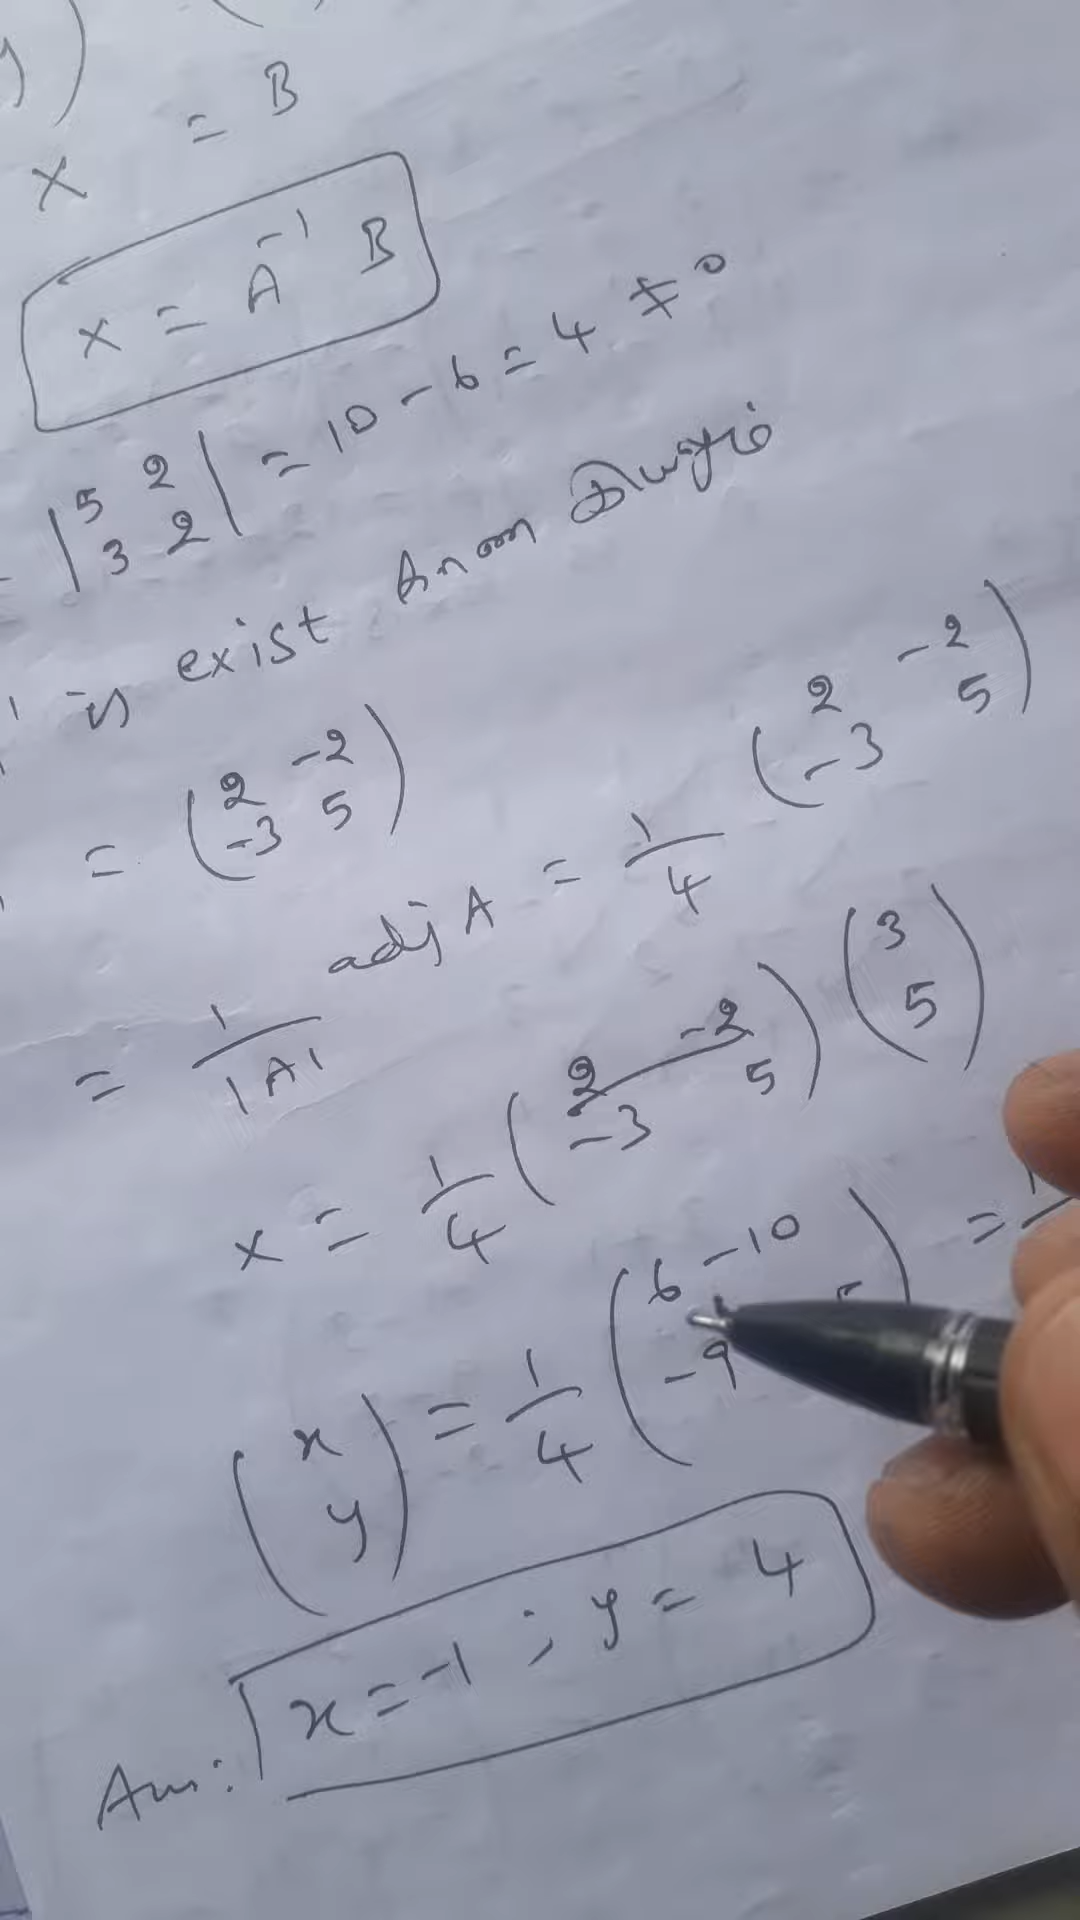 y )
X = B
X = A⁻¹ B
= | 5 2 | = 10 - 6 = 4 ≠ 0
| 3 2 |
is exist
= ( 2 -2 )
( -3 5 )
= 1/|A| adj A = 1/4 ( 2 -2 )
( -3 5 )
X = 1/4 ( 2 -2 ) ( 3 )
( -3 5 ) ( 5 )
( x ) = 1/4 ( 6 - 10 ) =
( y ) ( -9 )
Ans: x = -1 ; y = 4